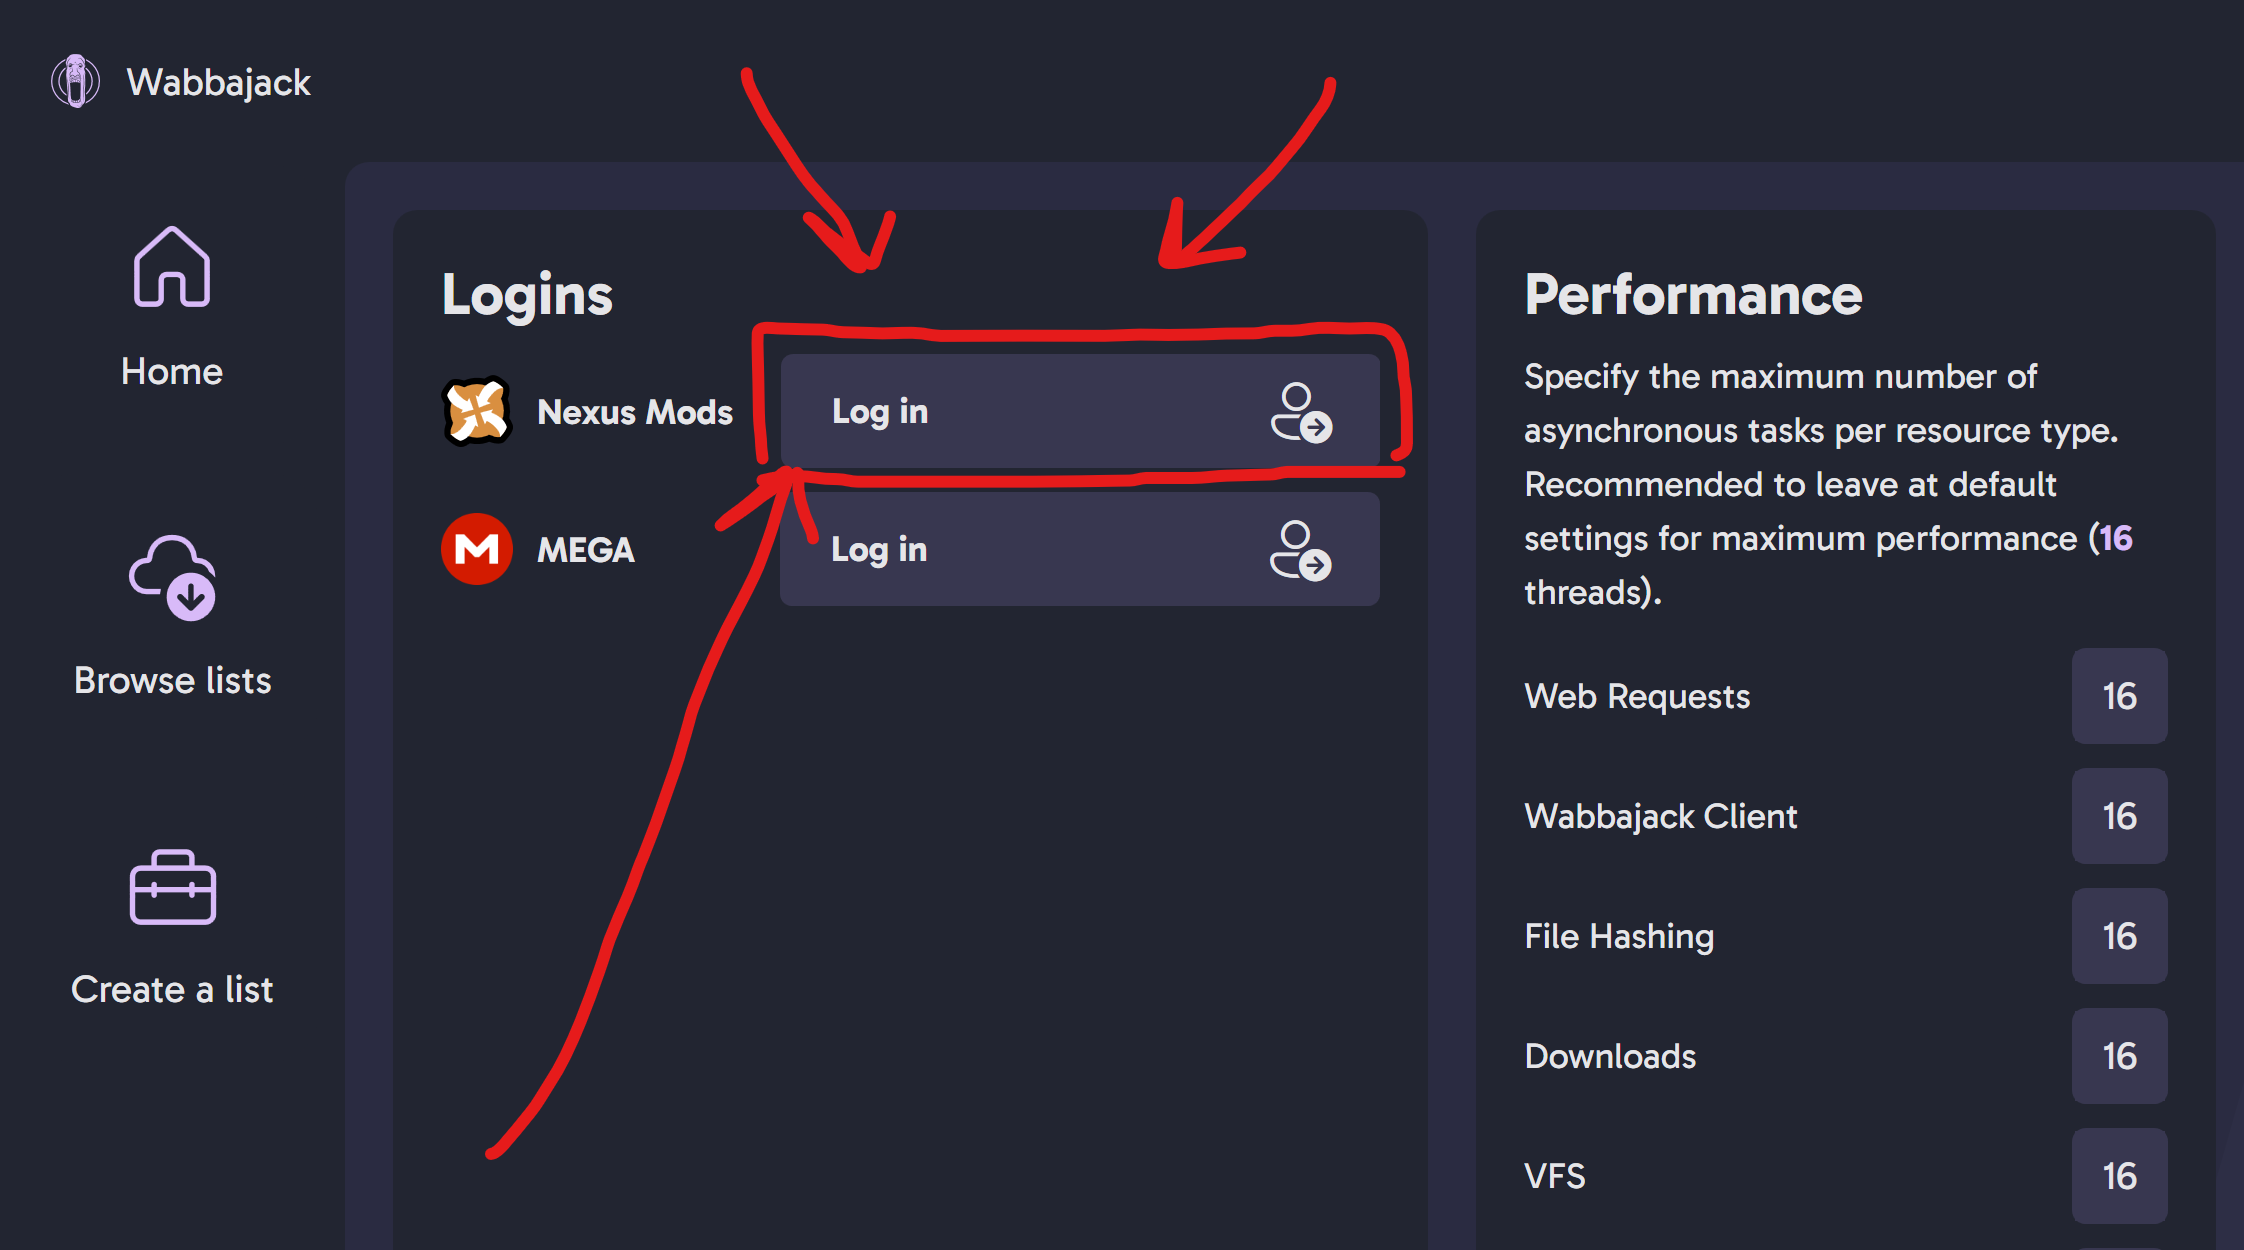 Wabbajack
Home
Browse lists
Create a list
Logins
Nexus Mods
Log in
MEGA
Log in
Performance
Specify the maximum number of
asynchronous tasks per resource type.
Recommended to leave at default
settings for maximum performance (16
threads).
Web Requests
16
Wabbajack Client
16
File Hashing
16
Downloads
16
VFS
16